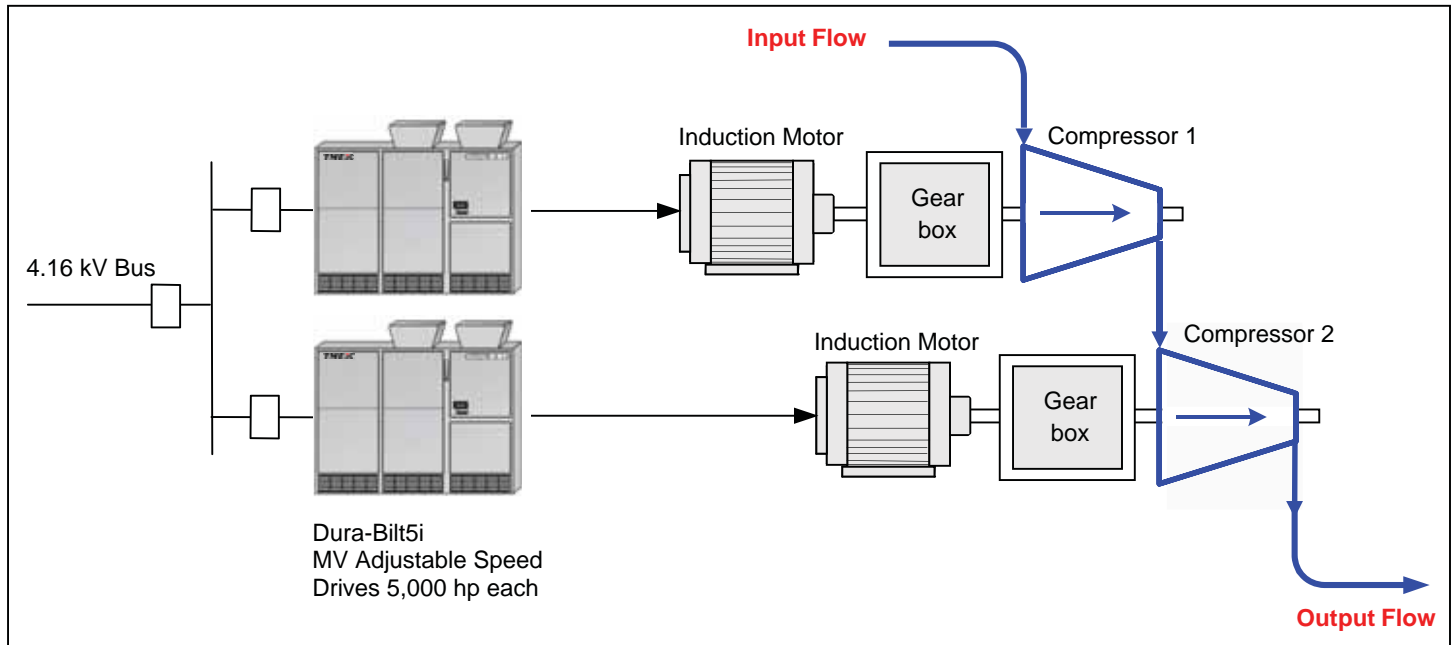 Input Flow
Induction Motor
Compressor 1
Gear
box
4.16 kV Bus
Induction Motor
Compressor 2
Gear
box
Dura-Bilt5i
MV Adjustable Speed
Drives 5,000 hp each
Output Flow